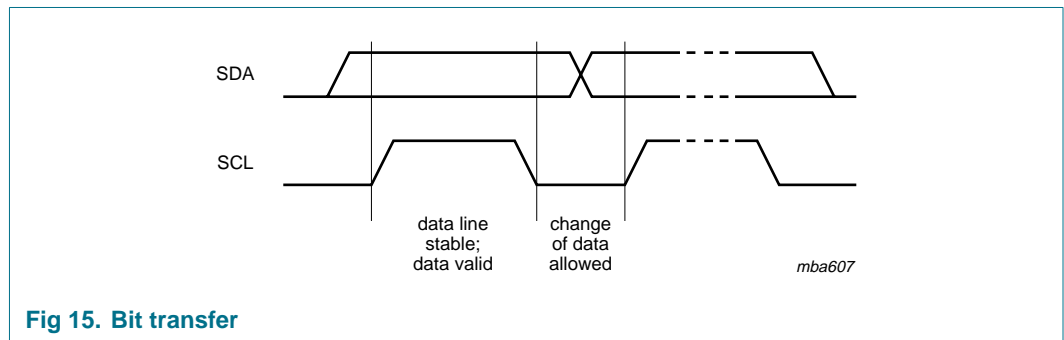 SDA
SCL
data line
stable;
data valid
change
of data
allowed
mba607
Fig 15. Bit transfer